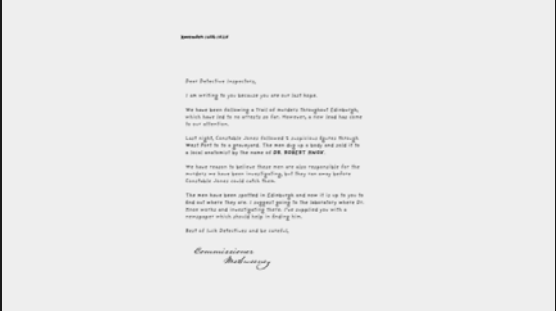 Dear Detective Inspectors,
I am writing to you because you are our last hope.
We have been following a trail of murders throughout Edinburgh,
which have led to no arrests so far. However, a new lead has come
to our attention.
Last night, Constable Jones followed 2 suspicious figures through
West Port to to a graveyard. The men dug up a body and sold it to
a local anatomist by the name of DR. ROBERT
We have reason to believe these men are also responsible for the
murders we have been investigating, but they ran away before
Constable Jones could catch them.
The men have been spotted in Edinburgh and now it is up to you to
find out where they are. I suggest going to the laboratory where Dr.
works and investigating there. I've supplied you with a
newspaper which should help in finding him.
Best of luck Detectives and be careful,
Commissioner